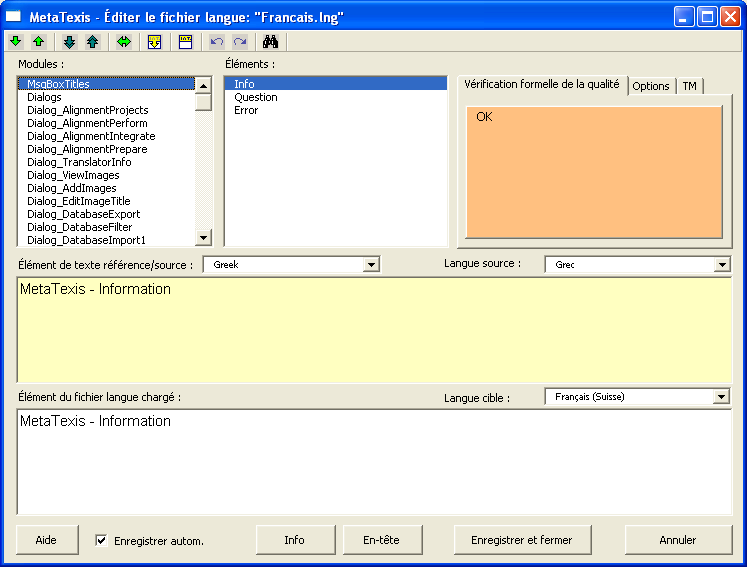 MetaTexis - Éditer le fichier langue: "Francais.lng"
Modules :
MsgBoxTitles
Dialogs
Dialog_AlignmentProjects
Dialog_AlignmentPerform
Dialog_AlignmentIntegrate
Dialog_AlignmentPrepare
Dialog_TranslatorInfo
Dialog_ViewImages
Dialog_AddImages
Dialog_EditImageTitle
Dialog_DatabaseExport
Dialog_DatabaseFilter
Dialog_DatabaseImport1
Éléments :
Info
Question
Error
Vérification formelle de la qualité Options TM
OK
Élément de texte référence/source : Greek Langue source : Grec
MetaTexis - Information
Élément du fichier langue chargé : Langue cible : Français (Suisse)
MetaTexis - Information
Aide Enregistrer autom. Info En-tête Enregistrer et fermer Annuler